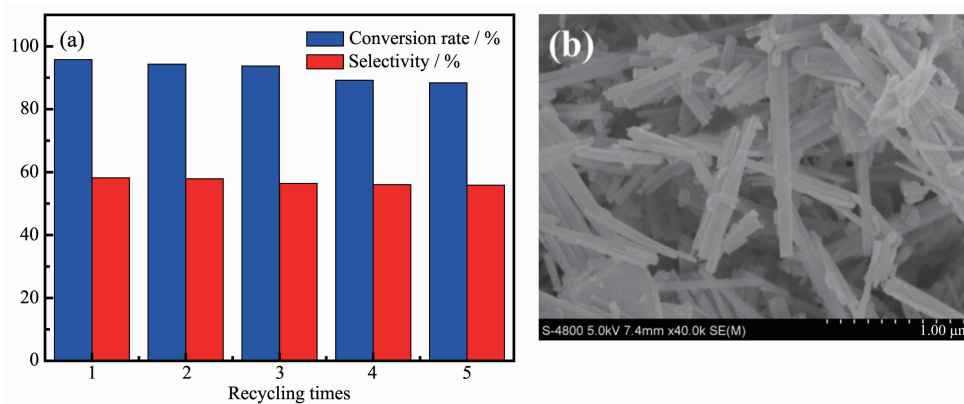 (a)
Conversion rate / %
Selectivity / %
100
80
60
40
20
0
1 2 3 4 5
Recycling times
(b)
S-4800 5.0kV 7.4mm x40.0k SE(M)
1.00 μm